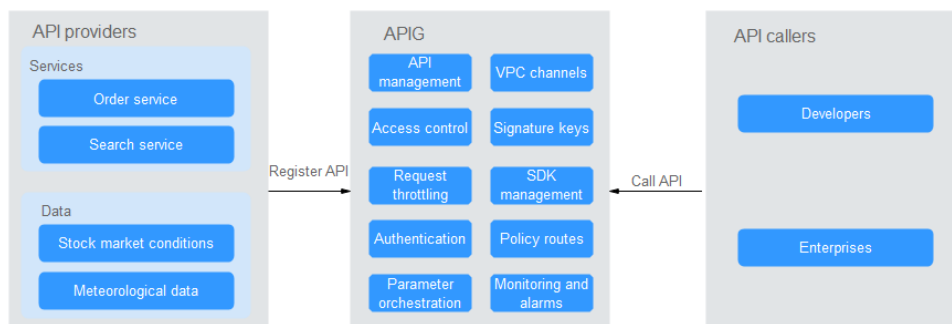 API providers
Services
Order service
Search service
Data
Stock market conditions
Meteorological data
Register API
APIG
API
management
VPC channels
Access control
Signature keys
Request
throttling
SDK
management
Authentication
Policy routes
Parameter
orchestration
Monitoring and
alarms
Call API
API callers
Developers
Enterprises